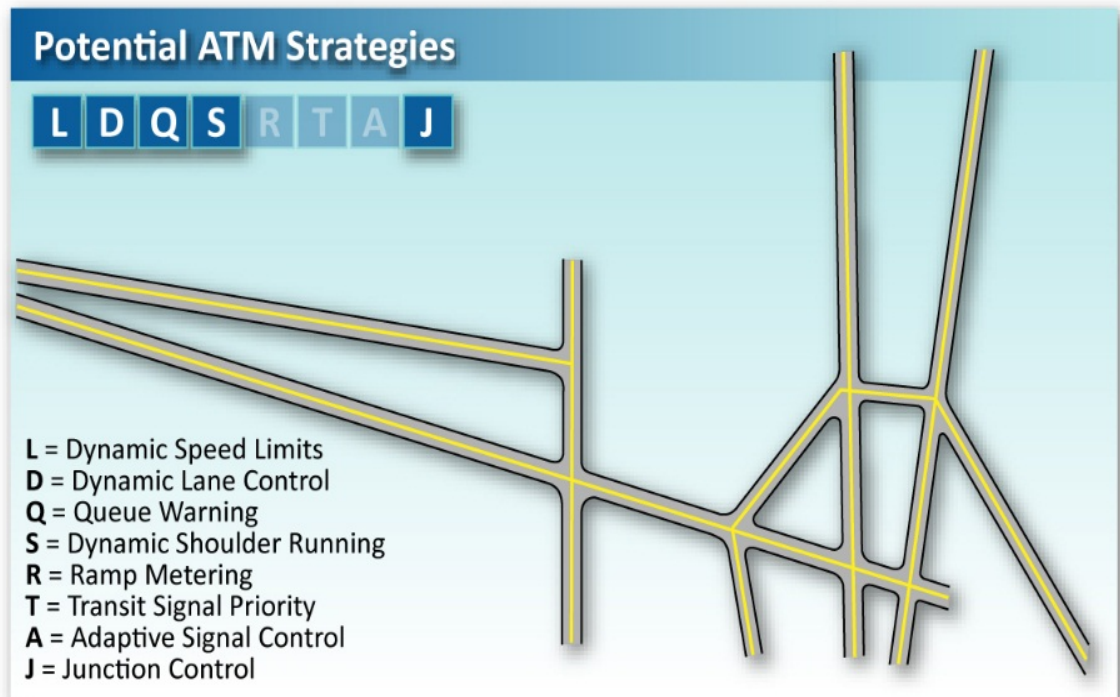 Potential ATM Strategies
L D Q S R T A J
L = Dynamic Speed Limits
D = Dynamic Lane Control
Q = Queue Warning
S = Dynamic Shoulder Running
R = Ramp Metering
T = Transit Signal Priority
A = Adaptive Signal Control
J = Junction Control